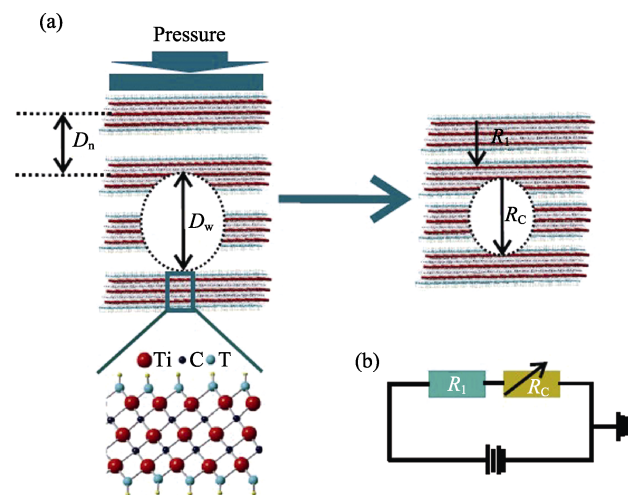 (a)
Pressure
Dn
Dw
R1
RC
Ti C T
(b)
R1 RC